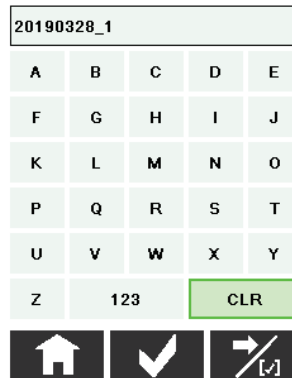 20190328_1
A B C D E
F G H I J
K L M N O
P Q R S T
U V W X Y
Z 123 CLR